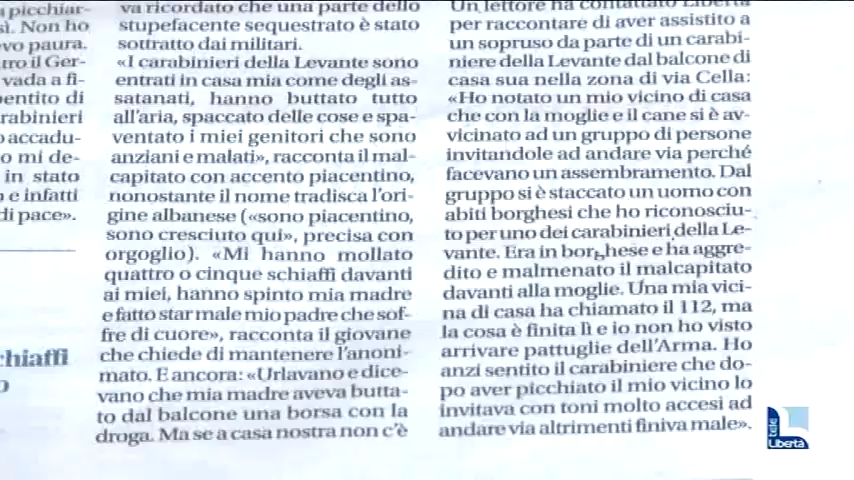 picchiar-
sì. Non ho
vo paura.
tro il Ger-
vada a fi-
entito di
rabinieri
accadu-
o mi de-
in stato
e infatti
di pace».
chiaffi
va ricordato che una parte dello
stupefacente sequestrato è stato
sottratto dai militari.
«I carabinieri della Levante sono
entrati in casa mia come degli as-
satanati, hanno buttato tutto
all'aria, spaccato delle cose e spa-
ventato i miei genitori che sono
anziani e malati», racconta il mal-
capitato con accento piacentino,
nonostante il nome tradisca l'ori-
gine albanese («sono piacentino,
sono cresciuto qui», precisa con
orgoglio). «Mi hanno mollato
quattro o cinque schiaffi davanti
ai miei, hanno spinto mia madre
e fatto star male mio padre che sof-
fre di cuore», racconta il giovane
che chiede di mantenere l'anoni-
mato. E ancora: «Urlavano e dice-
vano che mia madre aveva butta-
to dal balcone una borsa con la
droga. Ma se a casa nostra non c'è
Un lettore ha contattato Libertà
per raccontare di aver assistito a
un sopruso da parte di un carabi-
niere della Levante dal balcone di
casa sua nella zona di via Cella:
«Ho notato un mio vicino di casa
che con la moglie e il cane si è av-
vicinato ad un gruppo di persone
invitandole ad andare via perché
facevano un assembramento. Dal
gruppo si è staccato un uomo con
abiti borghesi che ho riconosciu-
to per uno dei carabinieri della Le-
vante. Era in borghese e ha aggre-
dito e malmenato il malcapitato
davanti alla moglie. Una mia vici-
na di casa ha chiamato il 112, ma
la cosa è finita lì e io non ho visto
arrivare pattuglie dell'Arma. Ho
anzi sentito il carabiniere che do-
po aver picchiato il mio vicino lo
invitava con toni molto accesi ad
andare via altrimenti finiva male».
tele
Libertà